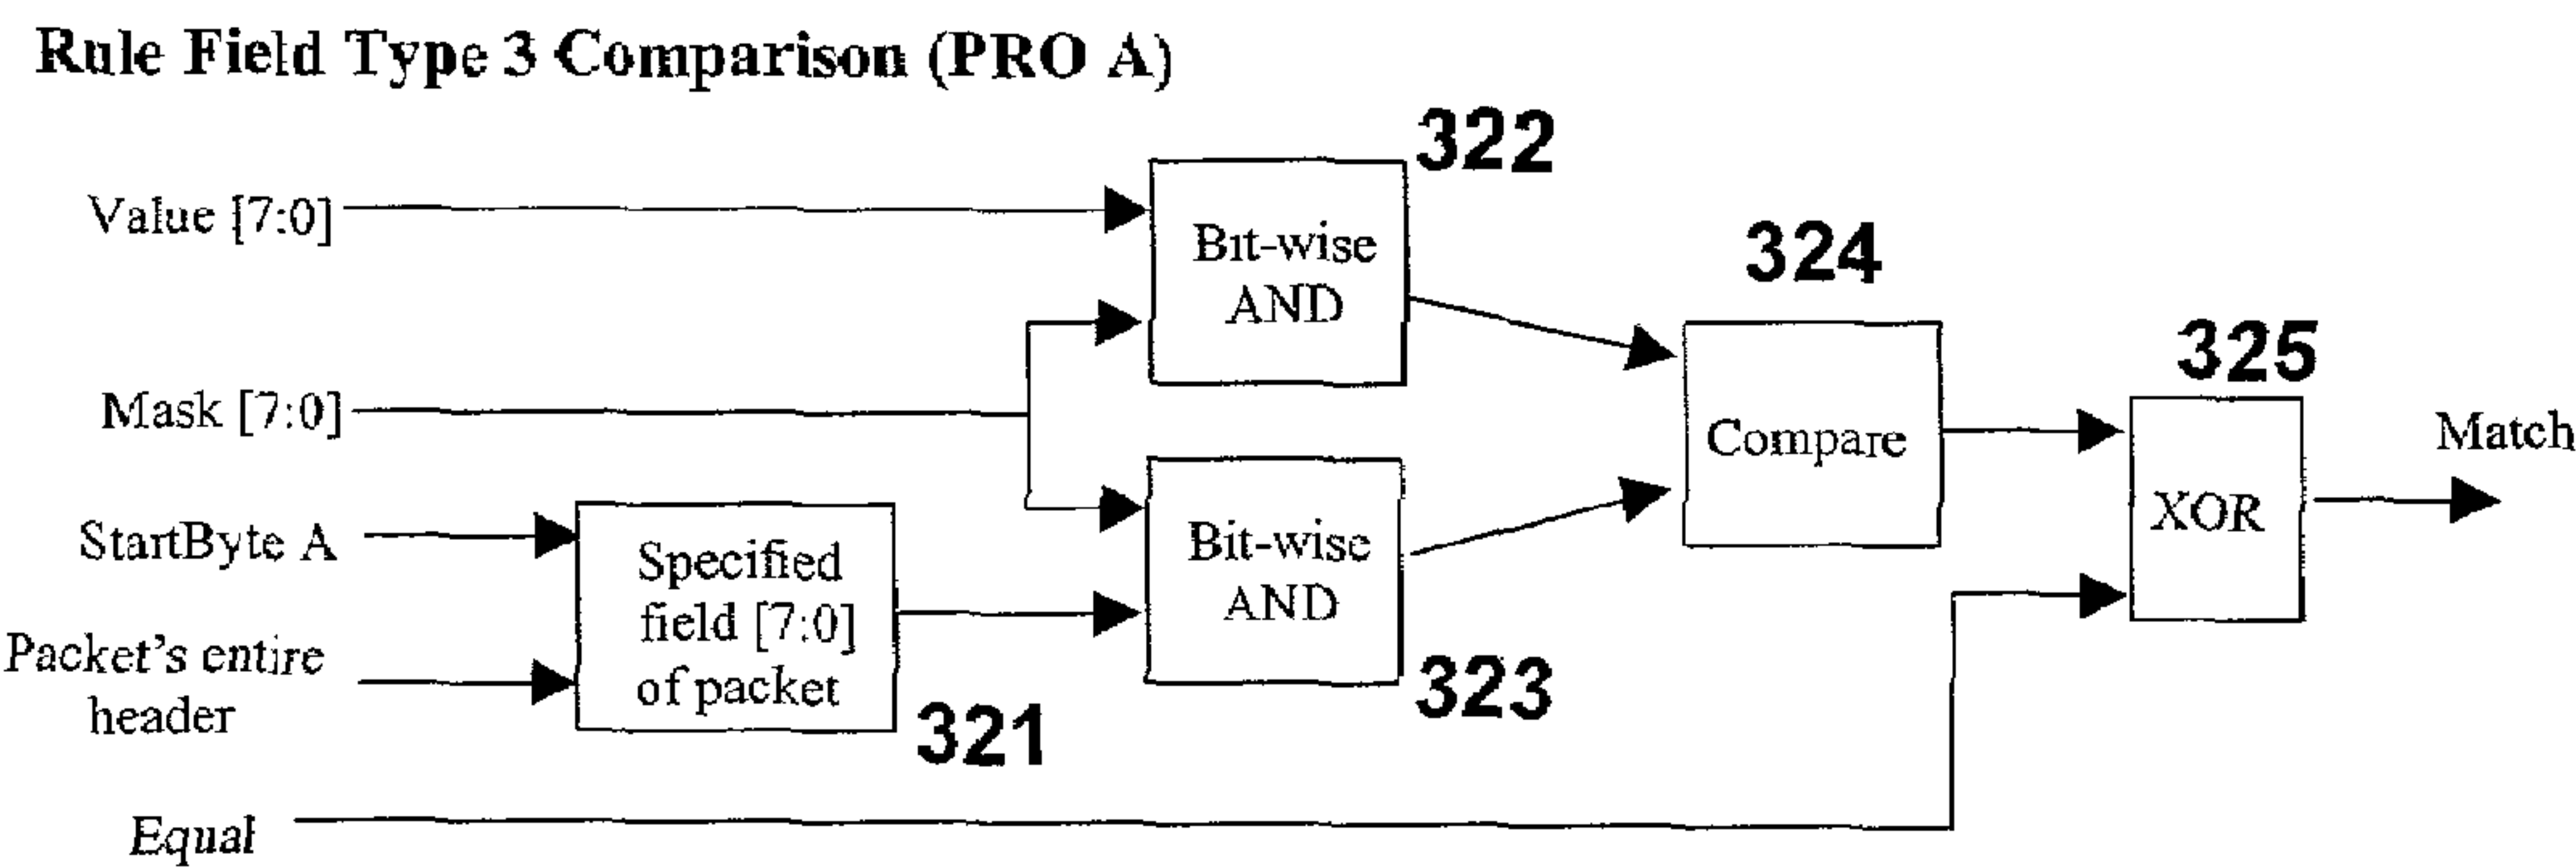 Rule Field Type 3 Comparison (PRO A)
322
Value [7:0]
Bit-wise
AND
324
Compare
325
XOR
Match
Mask [7:0]
Bit-wise
AND
323
StartByte A
Packet's entire
header
Specified
field [7:0]
of packet
321
Equal